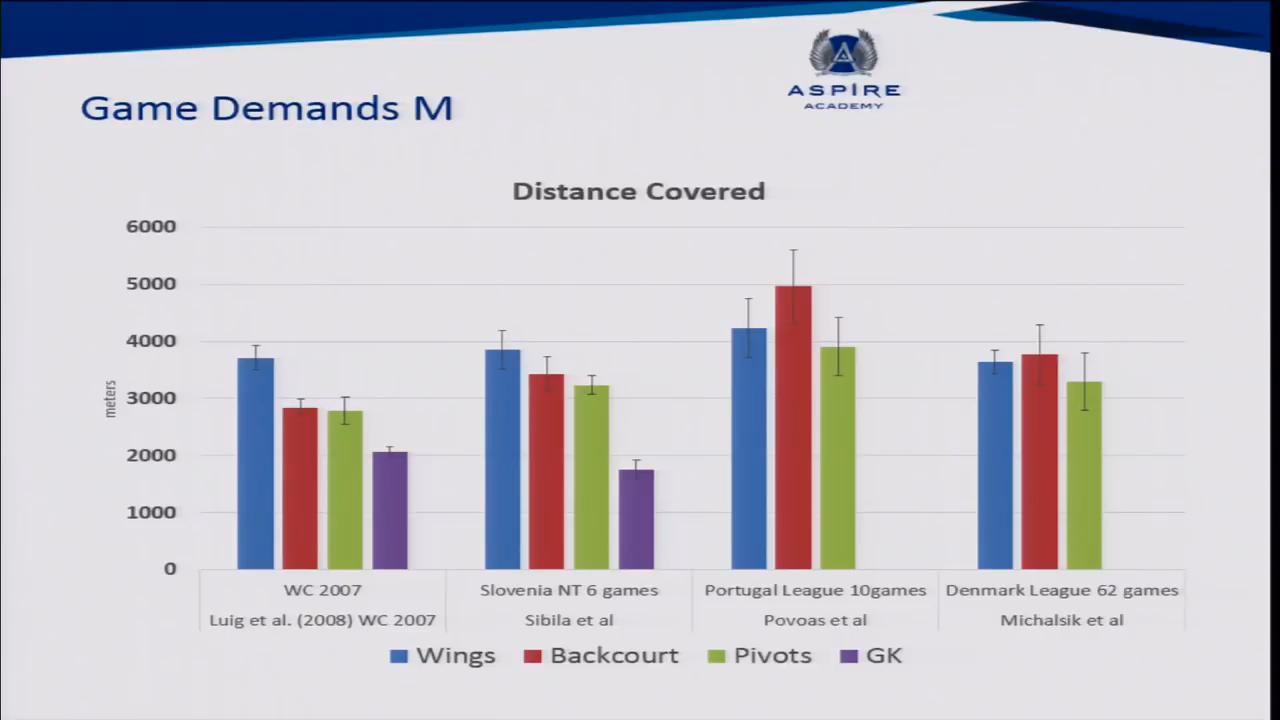 ASPIRE
ACADEMY
Game Demands M
Distance Covered
6000
5000
4000
3000
2000
1000
0
meters
WC 2007
Slovenia NT 6 games
Portugal League 10games
Denmark League 62 games
Luig et al. (2008) WC 2007
Sibila et al
Povoas et al
Michalsik et al
Wings
Backcourt
Pivots
GK